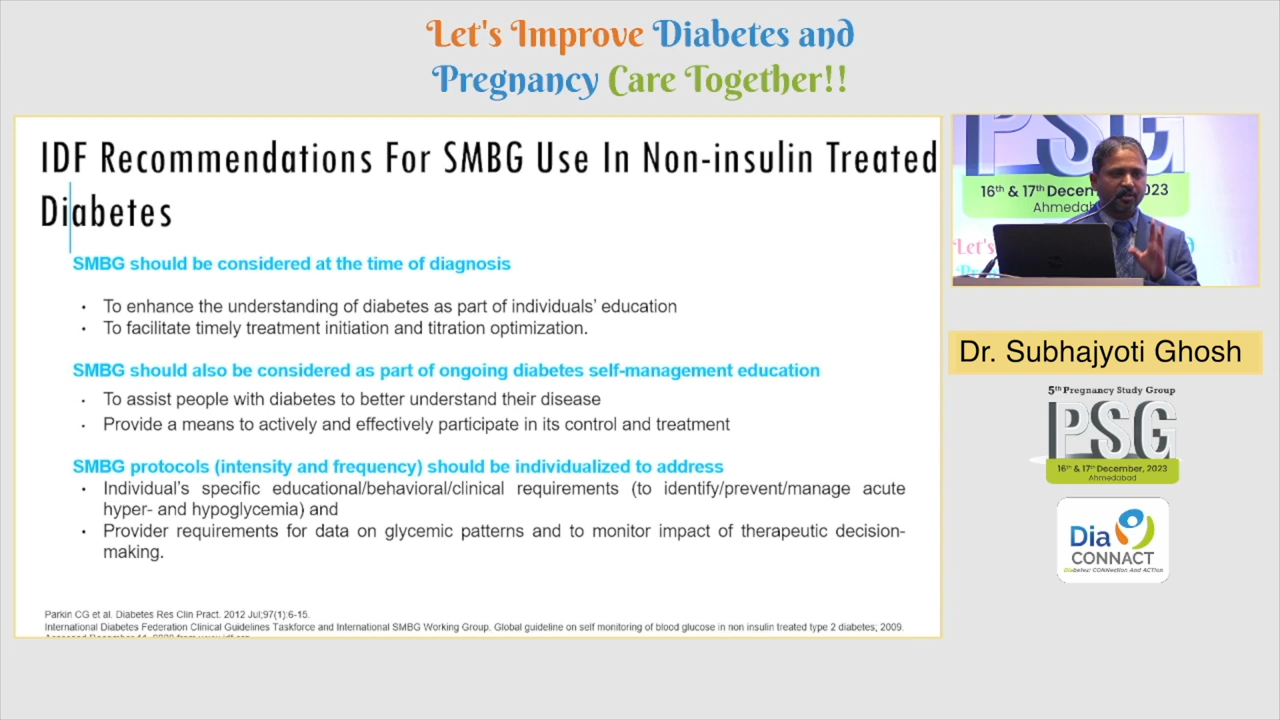 Let's Improve Diabetes and
Pregnancy Care Together!!
IDF Recommendations For SMBG Use In Non-insulin Treated
Diabetes
SMBG should be considered at the time of diagnosis
• To enhance the understanding of diabetes as part of individuals' education
• To facilitate timely treatment initiation and titration optimization.
SMBG should also be considered as part of ongoing diabetes self-management education
• To assist people with diabetes to better understand their disease
• Provide a means to actively and effectively participate in its control and treatment
SMBG protocols (intensity and frequency) should be individualized to address
• Individual's specific educational/behavioral/clinical requirements (to identify/prevent/manage acute
hyper- and hypoglycemia) and
• Provider requirements for data on glycemic patterns and to monitor impact of therapeutic decision-
making.
Parkin CG et al. Diabetes Res Clin Pract. 2012 Jul;97(1):6-15.
International Diabetes Federation Clinical Guidelines Taskforce and International SMBG Working Group. Global guideline on self monitoring of blood glucose in non insulin treated type 2 diabetes; 2009.
PSG
16th & 17th Decem 2023
Ahmedab
Let's
Dr. Subhajyoti Ghosh
5th Pregnancy Study Group
PSG
16th & 17th December, 2023
Ahmedabad
Dia
CONNACT
Diabetes: CONNection And ACTion